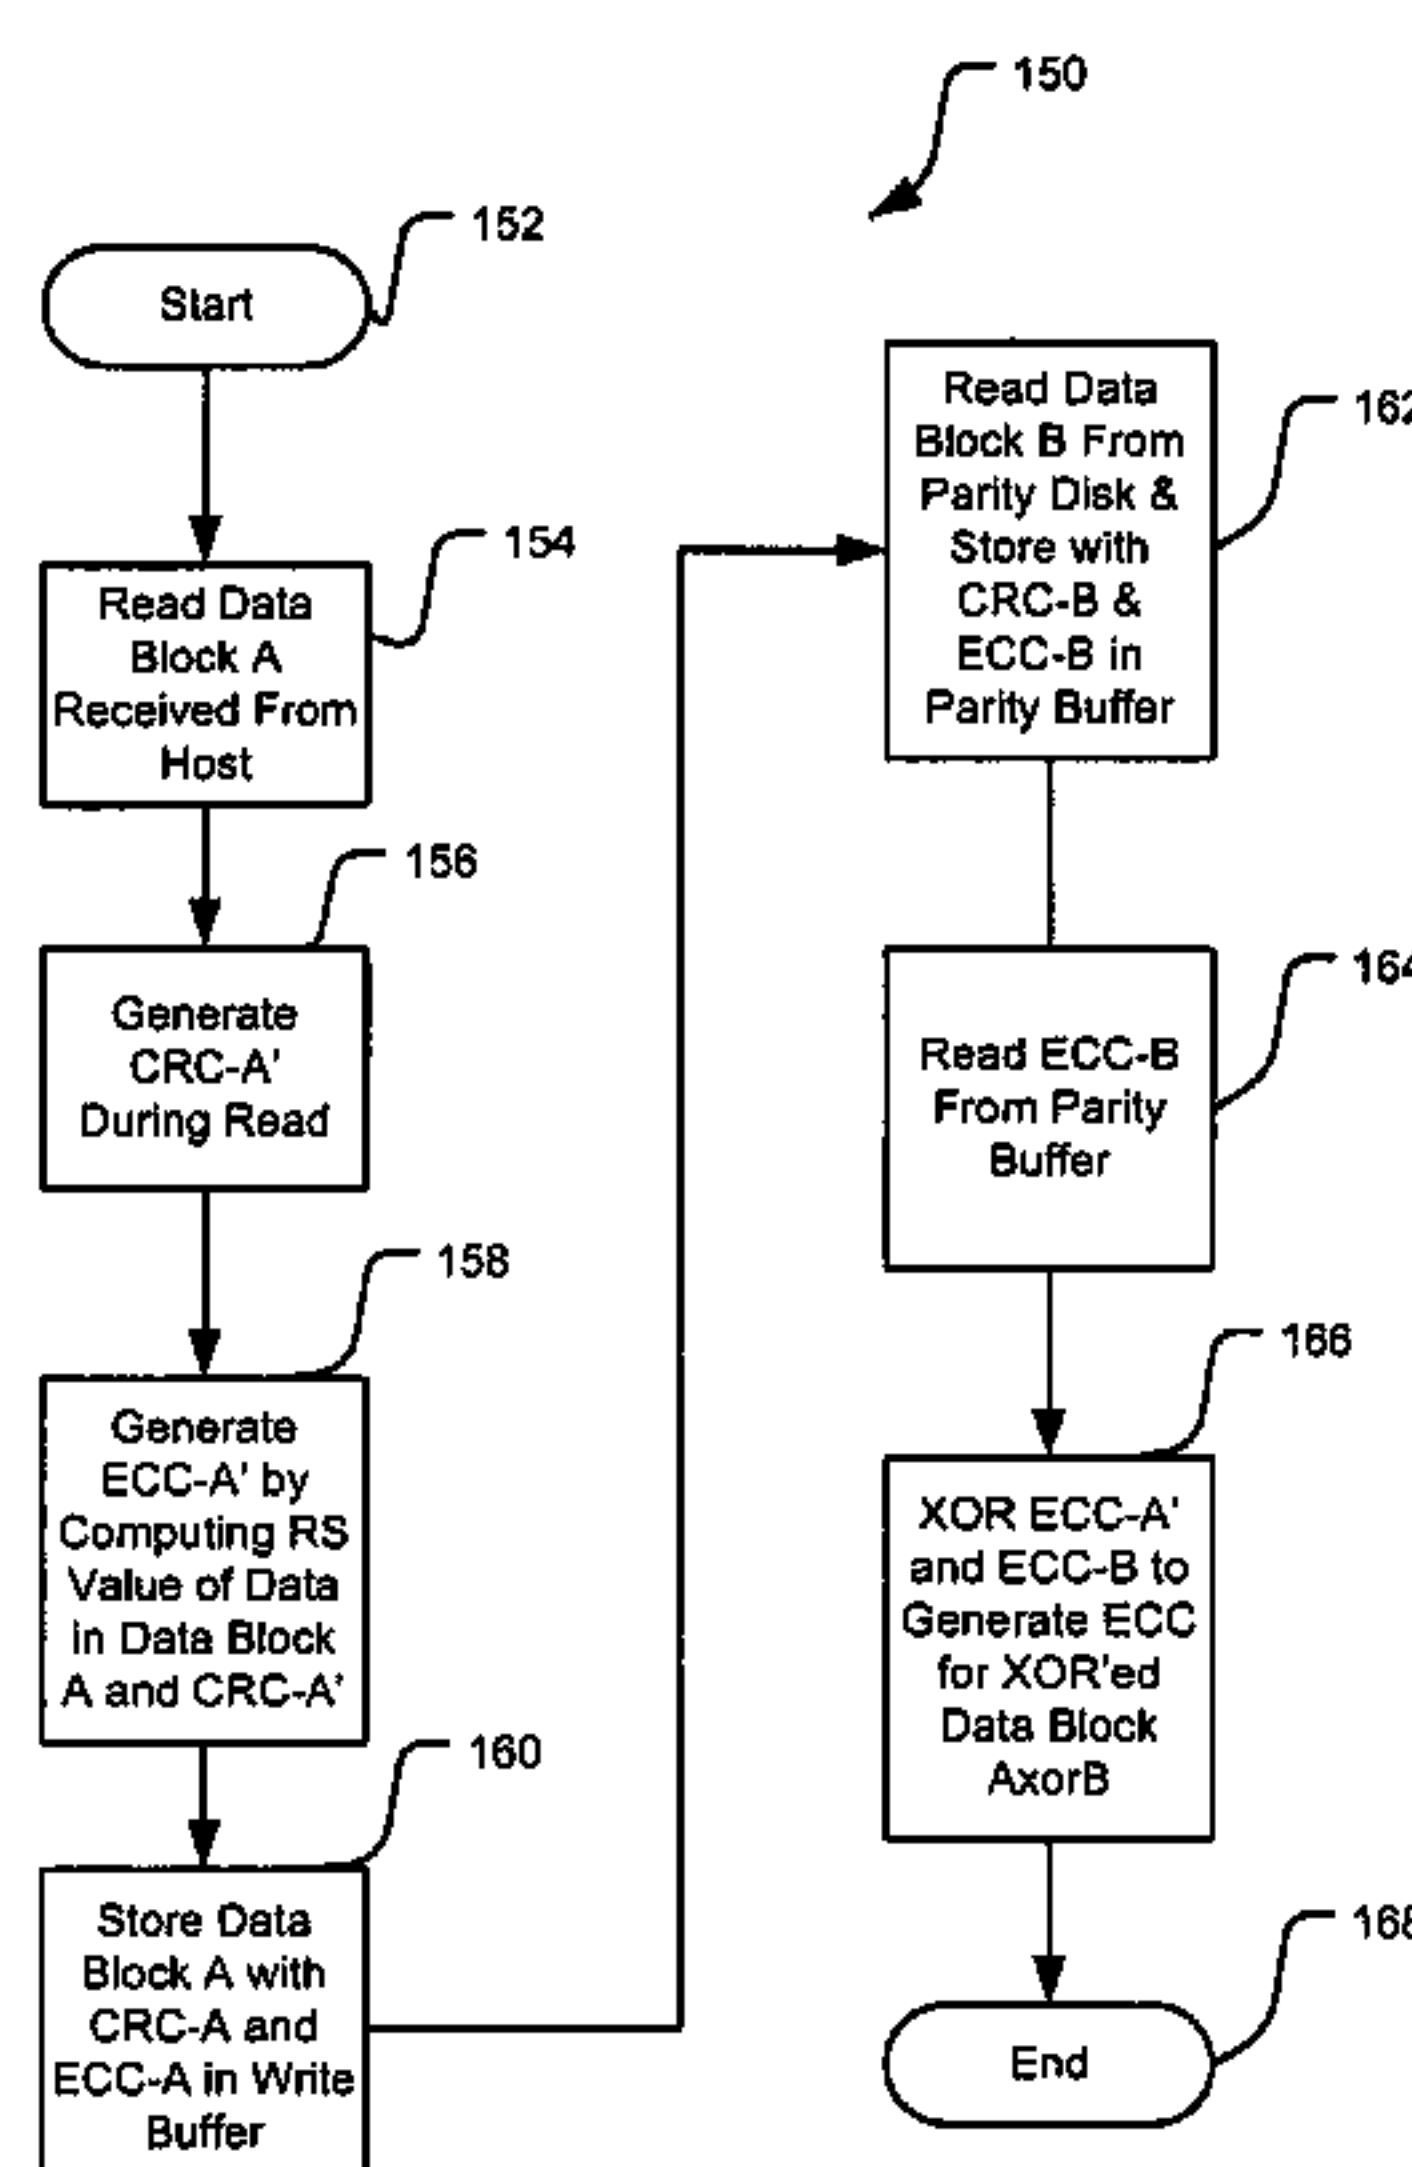 150
152
Start
154
Read Data
Block A
Received From
Host
156
Generate
CRC-A'
During Read
158
Generate
ECC-A' by
Computing RS
Value of Data
in Data Block
A and CRC-A'
160
Store Data
Block A with
CRC-A and
ECC-A in Write
Buffer
162
Read Data
Block B From
Parity Disk &
Store with
CRC-B &
ECC-B in
Parity Buffer
164
Read ECC-B
From Parity
Buffer
166
XOR ECC-A'
and ECC-B to
Generate ECC
for XOR'ed
Data Block
AxorB
168
End